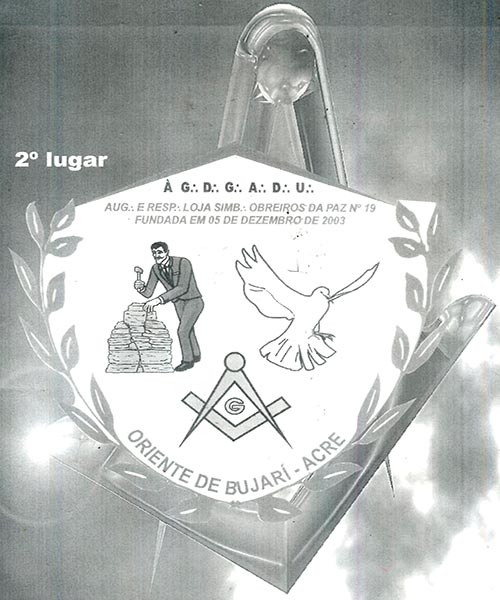 2º lugar
À G∴ D∴ G∴ A∴ D∴ U∴
AUG∴ E RESP∴ LOJA SIMB∴ OBREIROS DA PAZ Nº 19
FUNDADA EM 05 DE DEZEMBRO DE 2003
G
ORIENTE DE BUJARÍ - ACRE